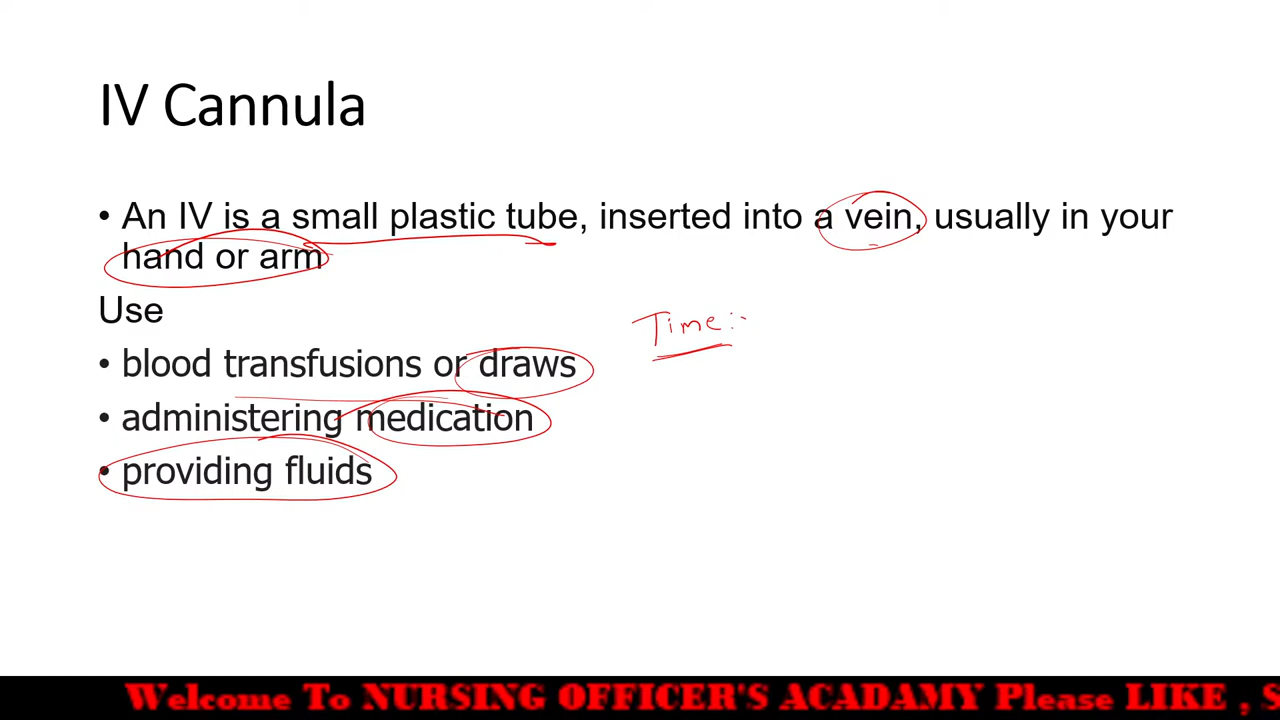 IV Cannula
• An IV is a small plastic tube, inserted into a vein, usually in your
hand or arm
Use
Time :-
• blood transfusions or draws
• administering medication
• providing fluids
Welcome To NURSING OFFICER'S ACADAMY Please LIKE , S